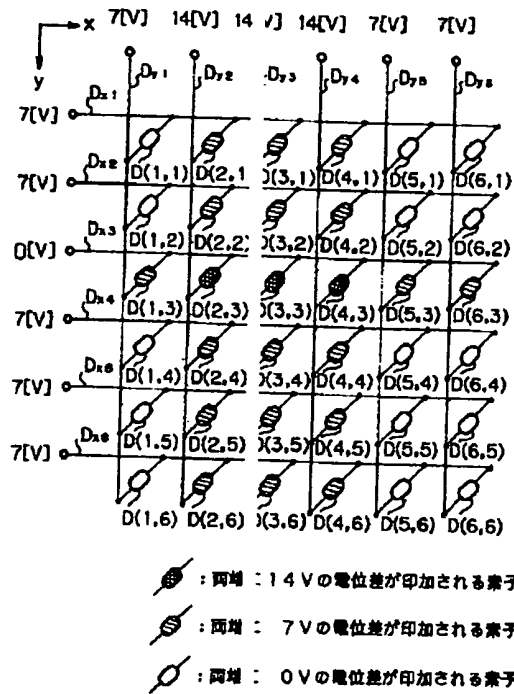 x 7[V] 14[V] 14 V] 14[V] 7[V] 7[V]
y Dy1 Dy2 y3 Dy4 Dy5
7[V] Dx1
D(1,1) D(2,1 (3,1) D(4,1) D(5,1) D(6,1)
7[V] Dx2
D(1,2) D(2,2) (3,2) D(4,2) D(5,2) D(6,2)
0[V] Dx3
D(1,3) D(2,3) (3,3) D(4,3) D(5,3) D(6,3)
7[V] Dx4
D(1,4) D(2,4) (3,4) D(4,4) D(5,4) D(6,4)
7[V]
D(1,5) D(2,5) (3,5) D(4,5) D(5,5) D(6,5)
7[V] Dx6
D(1,6) D(2,6) (3,6) D(4,6) D(5,6) D(6,6)
:両端: 14Vの電位差が印加される素子
:両端: 7Vの電位差が印加される素子
:両端: 0Vの電位差が印加される素子